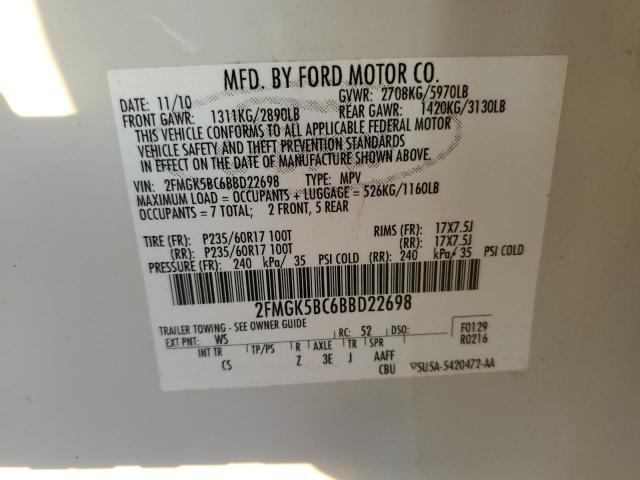 MFD. BY FORD MOTOR CO.
DATE: 11/10 GVWR: 2708KG/5970LB
FRONT GAWR: 1311KG/2890LB REAR GAWR: 1420KG/3130LB
THIS VEHICLE CONFORMS TO ALL APPLICABLE FEDERAL MOTOR
VEHICLE SAFETY AND THEFT PREVENTION STANDARDS
IN EFFECT ON THE DATE OF MANUFACTURE SHOWN ABOVE.
VIN: 2FMGK5BC6BBD22698 TYPE: MPV
MAXIMUM LOAD = OCCUPANTS + LUGGAGE = 526KG/1160LB
OCCUPANTS = 7 TOTAL; 2 FRONT, 5 REAR
TIRE (FR): P235/60R17 100T RIMS (FR): 17X7.5J
(RR): P235/60R17 100T (RR): 17X7.5J
PRESSURE (FR): 240 kPa/ 35 PSI COLD (RR): 240 kPa/ 35 PSI COLD
2FMGK5BC6BBD22698
TRAILER TOWING - SEE OWNER GUIDE
EXT PNT: WS RC: 52 DSO: F0129
R0216
INT TR TP/PS R AXLE TR SPR
CS Z 3E J AAFF
CBU 5U5A-5420472-AA